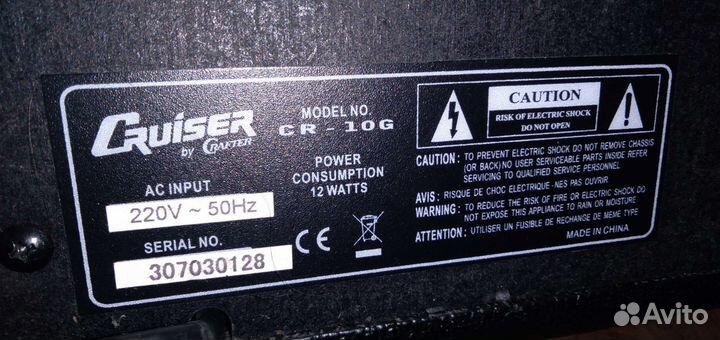 CRUISER
by CRAFTER
AC INPUT
220V ~ 50Hz
SERIAL NO.
307030128
MODEL NO.
CR - 10G
POWER
CONSUMPTION
12 WATTS
CE
CAUTION
RISK OF ELECTRIC SHOCK
DO NOT OPEN
CAUTION : TO PREVENT ELECTRIC SHOCK DO NOT REMOVE CHASSIS
(OR BACK) NO USER SERVICEABLE PARTS INSIDE REFER
SERVICING TO QUALIFIED SERVICE PERSONNEL
AVIS : RISQUE DE CHOC ELECTRIQUE -NES PAS OUVRIR
WARNING : TO REDUCE THE RISK OF FIRE OR ELECTRIC SHOCK DO
NOT EXPOSE THIS APPLIANCE TO RAIN OR MOISTURE
ATTENTION : UTILISER UN FUSIBLE DE RECHANGE DE MEME TYPE
MADE IN CHINA
Avito